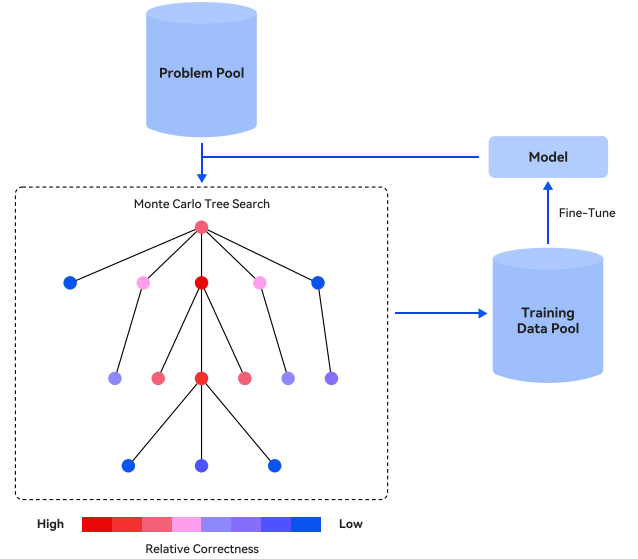 Problem Pool
Model
Monte Carlo Tree Search
Fine-Tune
Training
Data Pool
High
Low
Relative Correctness